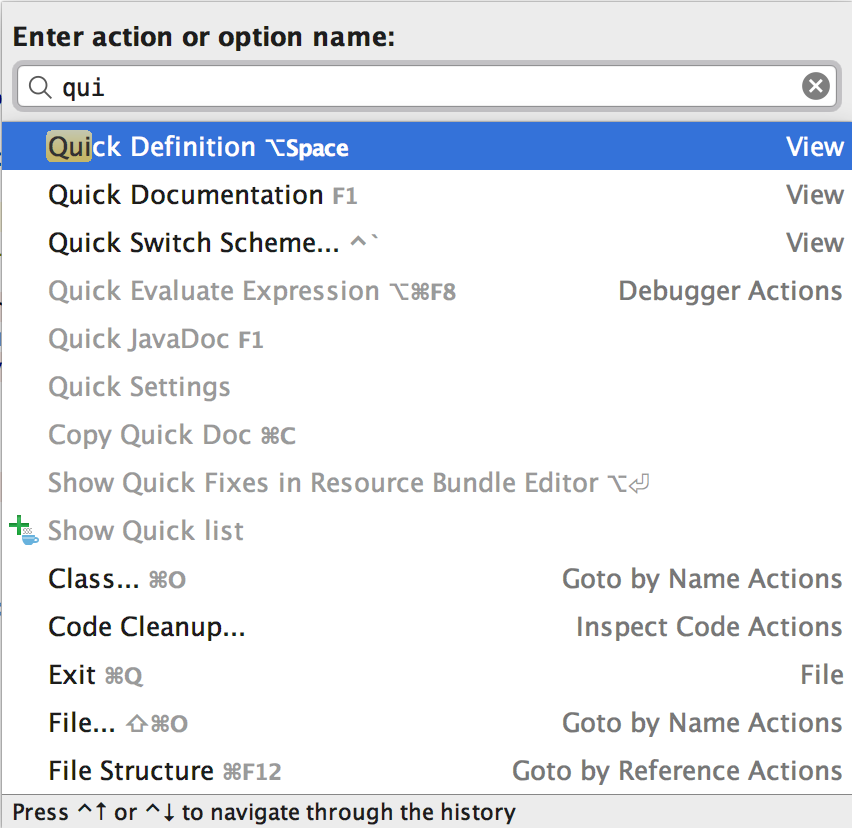 Enter action or option name:
qui
Quick Definition ⌥Space View
Quick Documentation F1 View
Quick Switch Scheme... ^` View
Quick Evaluate Expression ⌥⌘F8 Debugger Actions
Quick JavaDoc F1
Quick Settings
Copy Quick Doc ⌘C
Show Quick Fixes in Resource Bundle Editor ⌥⏎
Show Quick list
Class... ⌘O Goto by Name Actions
Code Cleanup... Inspect Code Actions
Exit ⌘Q File
File... ⇧⌘O Goto by Name Actions
File Structure ⌘F12 Goto by Reference Actions
Press ^↑ or ^↓ to navigate through the history